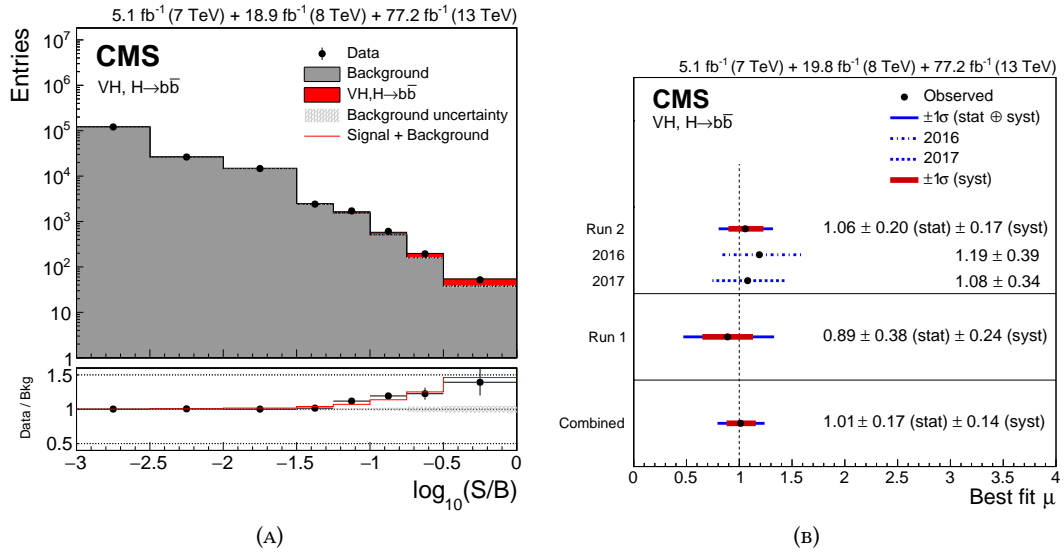 5.1 fb⁻¹ (7 TeV) + 18.9 fb⁻¹ (8 TeV) + 77.2 fb⁻¹ (13 TeV)
CMS
VH, H→bb̅
Data
Background
VH,H→bb̅
Background uncertainty
Signal + Background
Entries
10⁷
10⁶
10⁵
10⁴
10³
10²
10
1
Data / Bkg
1.5
1
0.5
−3 −2.5 −2 −1.5 −1 −0.5 0
log₁₀(S/B)
(A)
5.1 fb⁻¹ (7 TeV) + 19.8 fb⁻¹ (8 TeV) + 77.2 fb⁻¹ (13 TeV)
CMS
VH, H→bb̅
Observed
±1σ (stat ⊕ syst)
2016
2017
±1σ (syst)
Run 2 1.06 ± 0.20 (stat) ± 0.17 (syst)
2016 1.19 ± 0.39
2017 1.08 ± 0.34
Run 1 0.89 ± 0.38 (stat) ± 0.24 (syst)
Combined 1.01 ± 0.17 (stat) ± 0.14 (syst)
0 0.5 1 1.5 2 2.5 3 3.5 4
Best fit μ
(B)